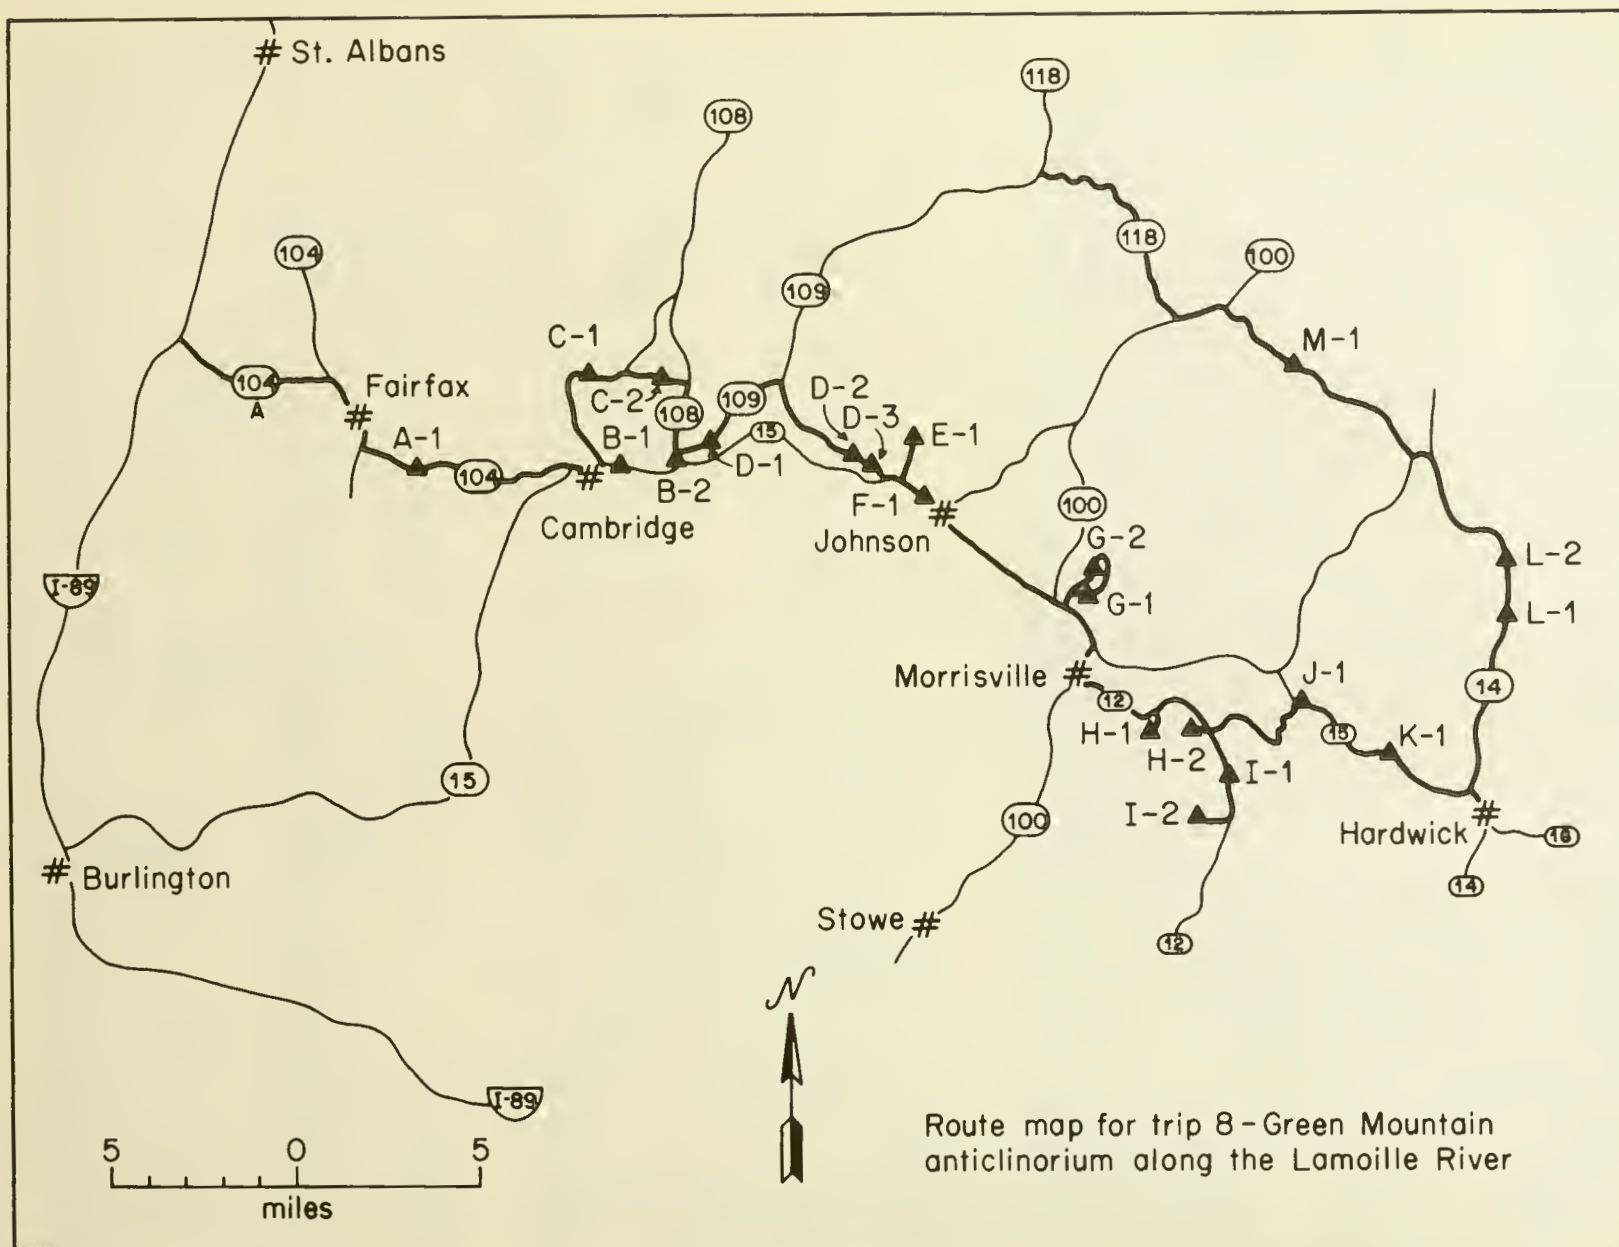 St. Albans
118
108
104
118
100
109
C-1
M-1
104
A
Fairfax
C-2
108
109
D-2
D-3
E-1
A-1
B-1
15
104
B-2
D-1
F-1
Cambridge
Johnson
100
G-2
L-2
I-89
G-1
L-1
Morrisville
J-1
14
12
H-1
15
K-1
H-2
I-1
15
I-2
100
Hardwick
16
Burlington
14
Stowe
12
N
I-89
5 0 5
miles
Route map for trip 8 – Green Mountain
anticlinorium along the Lamoille River